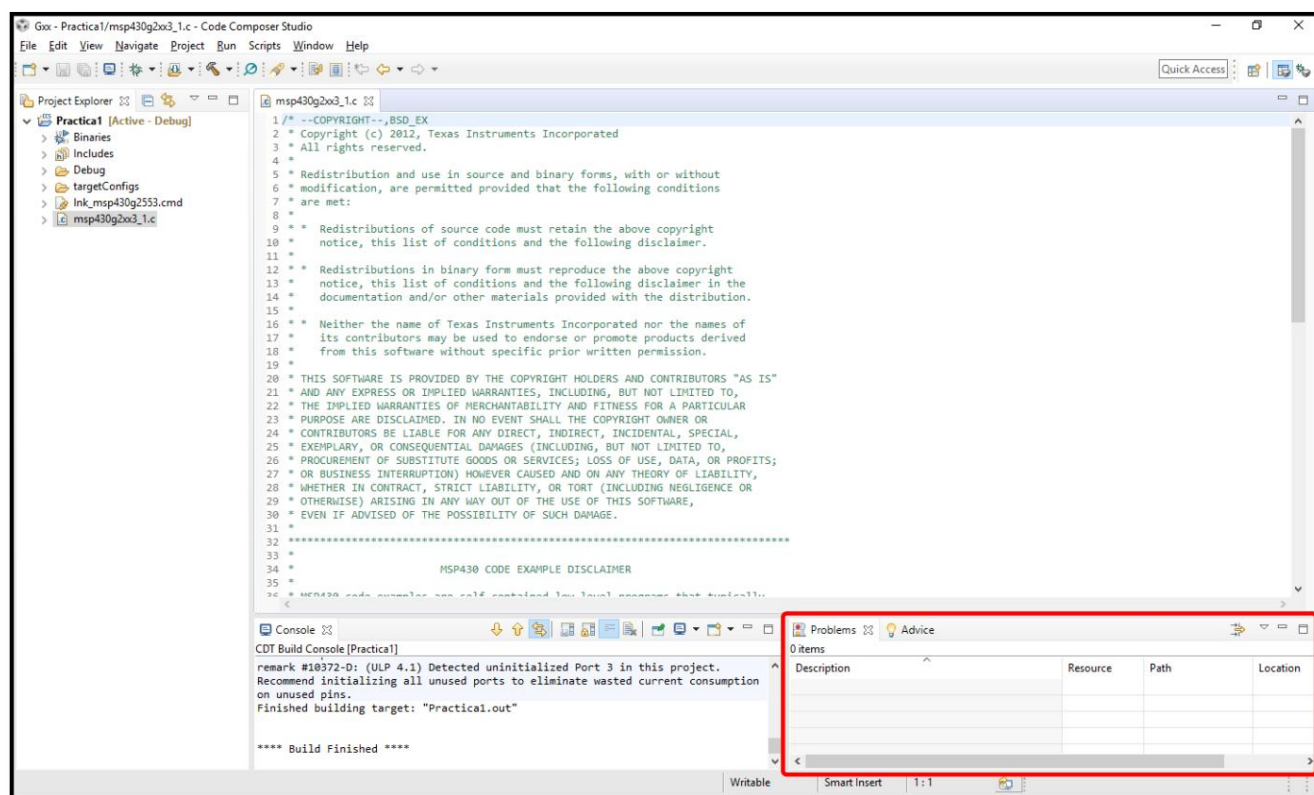 Gxx - Practica1/msp430g2xx3_1.c - Code Composer Studio
File Edit View Navigate Project Run Scripts Window Help
Quick Access
Project Explorer
Practica1 [Active - Debug]
Binaries
Includes
Debug
targetConfigs
lnk_msp430g2553.cmd
msp430g2xx3_1.c
msp430g2xx3_1.c
1 /* --COPYRIGHT--,BSD_EX
2 * Copyright (c) 2012, Texas Instruments Incorporated
3 * All rights reserved.
4 *
5 * Redistribution and use in source and binary forms, with or without
6 * modification, are permitted provided that the following conditions
7 * are met:
8 *
9 * * Redistributions of source code must retain the above copyright
10 * notice, this list of conditions and the following disclaimer.
11 *
12 * * Redistributions in binary form must reproduce the above copyright
13 * notice, this list of conditions and the following disclaimer in the
14 * documentation and/or other materials provided with the distribution.
15 *
16 * * Neither the name of Texas Instruments Incorporated nor the names of
17 * its contributors may be used to endorse or promote products derived
18 * from this software without specific prior written permission.
19 *
20 * THIS SOFTWARE IS PROVIDED BY THE COPYRIGHT HOLDERS AND CONTRIBUTORS "AS IS"
21 * AND ANY EXPRESS OR IMPLIED WARRANTIES, INCLUDING, BUT NOT LIMITED TO,
22 * THE IMPLIED WARRANTIES OF MERCHANTABILITY AND FITNESS FOR A PARTICULAR
23 * PURPOSE ARE DISCLAIMED. IN NO EVENT SHALL THE COPYRIGHT OWNER OR
24 * CONTRIBUTORS BE LIABLE FOR ANY DIRECT, INDIRECT, INCIDENTAL, SPECIAL,
25 * EXEMPLARY, OR CONSEQUENTIAL DAMAGES (INCLUDING, BUT NOT LIMITED TO,
26 * PROCUREMENT OF SUBSTITUTE GOODS OR SERVICES; LOSS OF USE, DATA, OR PROFITS;
27 * OR BUSINESS INTERRUPTION) HOWEVER CAUSED AND ON ANY THEORY OF LIABILITY,
28 * WHETHER IN CONTRACT, STRICT LIABILITY, OR TORT (INCLUDING NEGLIGENCE OR
29 * OTHERWISE) ARISING IN ANY WAY OUT OF THE USE OF THIS SOFTWARE,
30 * EVEN IF ADVISED OF THE POSSIBILITY OF SUCH DAMAGE.
31 *
32 *******************************************************************************
33 *
34 * MSP430 CODE EXAMPLE DISCLAIMER
35 *
36 * MSP430 code examples are self-contained low-level programs that typically
Console
CDT Build Console [Practica1]
remark #10372-D: (ULP 4.1) Detected uninitialized Port 3 in this project.
Recommend initializing all unused ports to eliminate wasted current consumption
on unused pins.
Finished building target: "Practica1.out"
**** Build Finished ****
Problems Advice
0 items
Description Resource Path Location
Writable Smart Insert 1 : 1